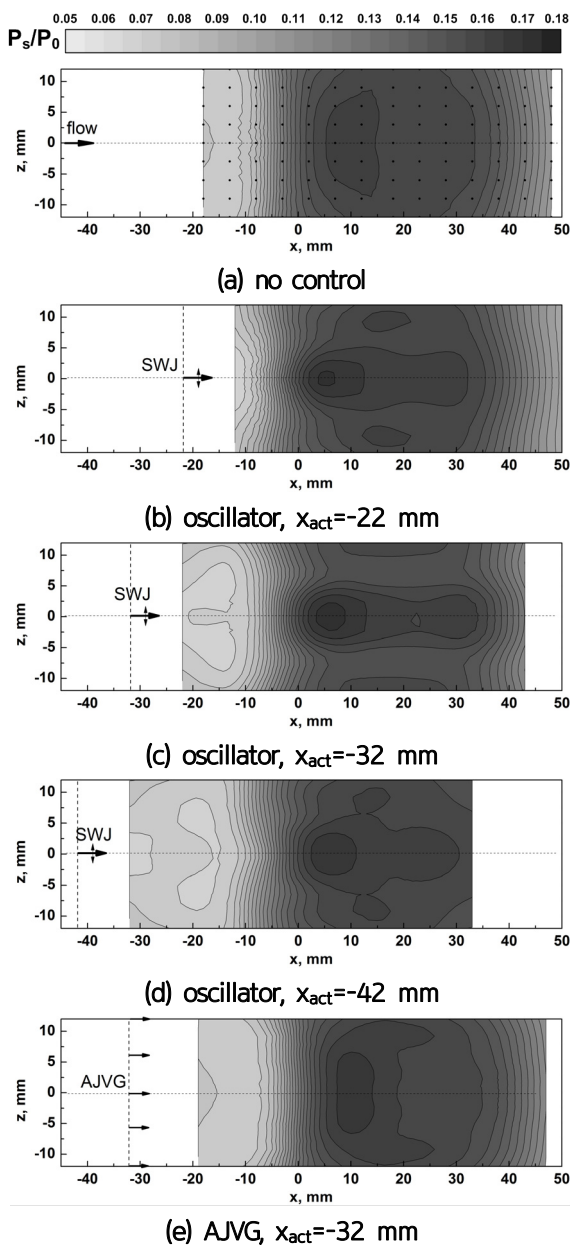 0.05 0.06 0.07 0.08 0.09 0.10 0.11 0.12 0.13 0.14 0.15 0.16 0.17 0.18
Ps/P0
10
5
0
-5
-10
z, mm
flow
-40 -30 -20 -10 0 10 20 30 40 50
x, mm
(a) no control
10
5
0
-5
-10
z, mm
SWJ
-40 -30 -20 -10 0 10 20 30 40 50
x, mm
(b) oscillator, xact=-22 mm
10
5
0
-5
-10
z, mm
SWJ
-40 -30 -20 -10 0 10 20 30 40 50
x, mm
(c) oscillator, xact=-32 mm
10
5
0
-5
-10
z, mm
SWJ
-40 -30 -20 -10 0 10 20 30 40 50
x, mm
(d) oscillator, xact=-42 mm
10
5
0
-5
-10
z, mm
AJVG
-40 -30 -20 -10 0 10 20 30 40 50
x, mm
(e) AJVG, xact=-32 mm